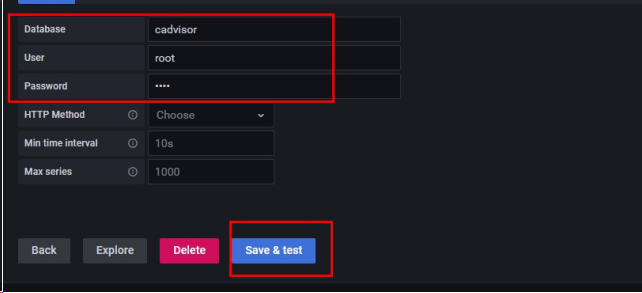 Database cadvisor
User root
Password ••••
HTTP Method Choose
Min time interval 10s
Max series 1000
Back Explore Delete Save & test